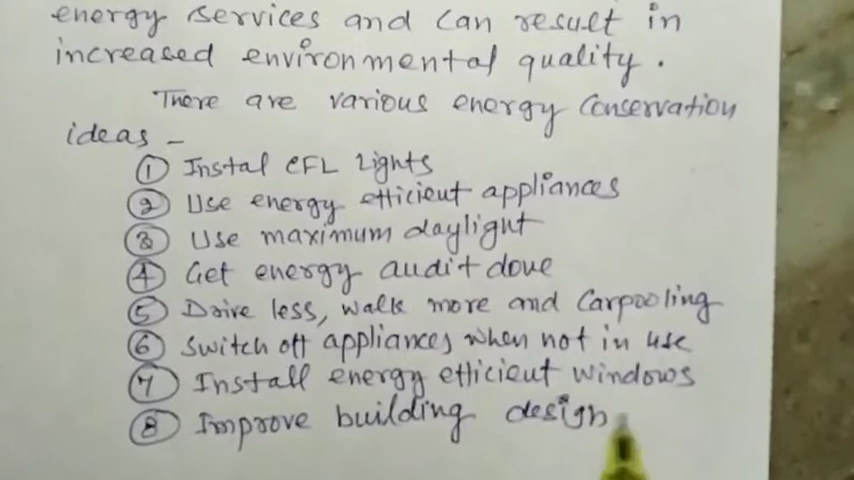 energy services and can result in
increased environmental quality.
There are various energy conservation
ideas -
① Instal CFL Lights
② Use energy efficient appliances
③ Use maximum daylight
④ Get energy audit done
⑤ Drive less, walk more and Carpooling
⑥ Switch off appliances when not in use
⑦ Install energy efficient windows
⑧ Improve building design